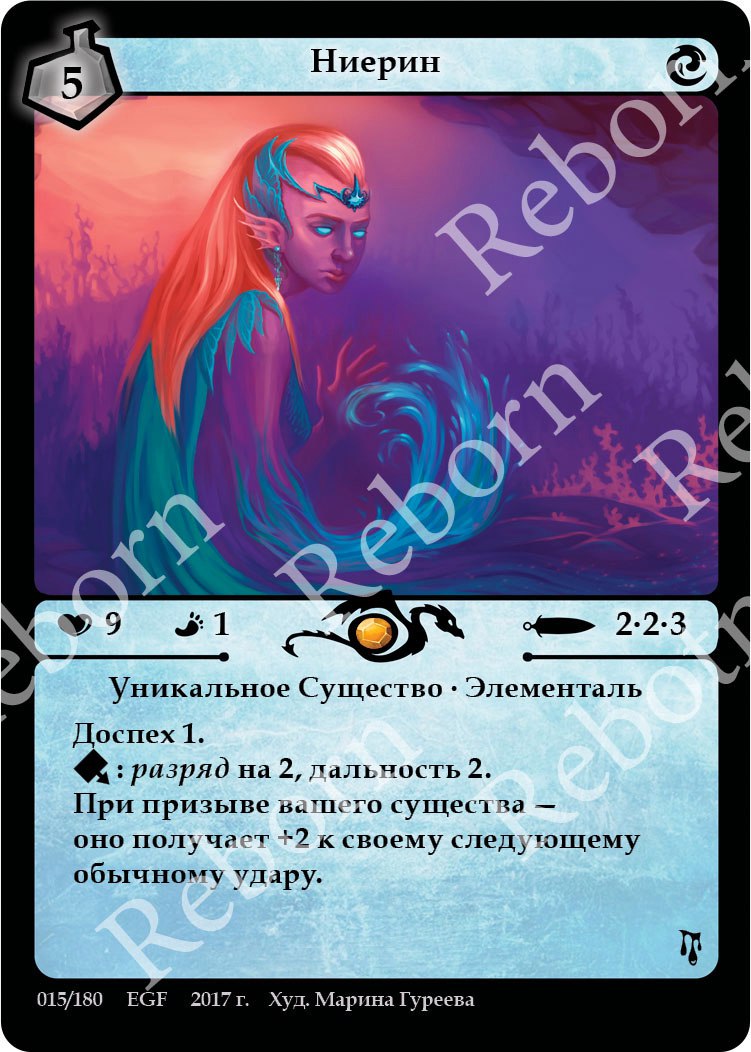 5
Ниерин
9
1
2·2·3
Уникальное Существо · Элементаль
Доспех 1.
: разряд на 2, дальность 2.
При призыве вашего существа —
оно получает +2 к своему следующему
обычному удару.
015/180 EGF 2017 г. Худ. Марина Гуреева
Reborn
Reborn
Reborn
Reborn
Reborn
Reborn
Reborn